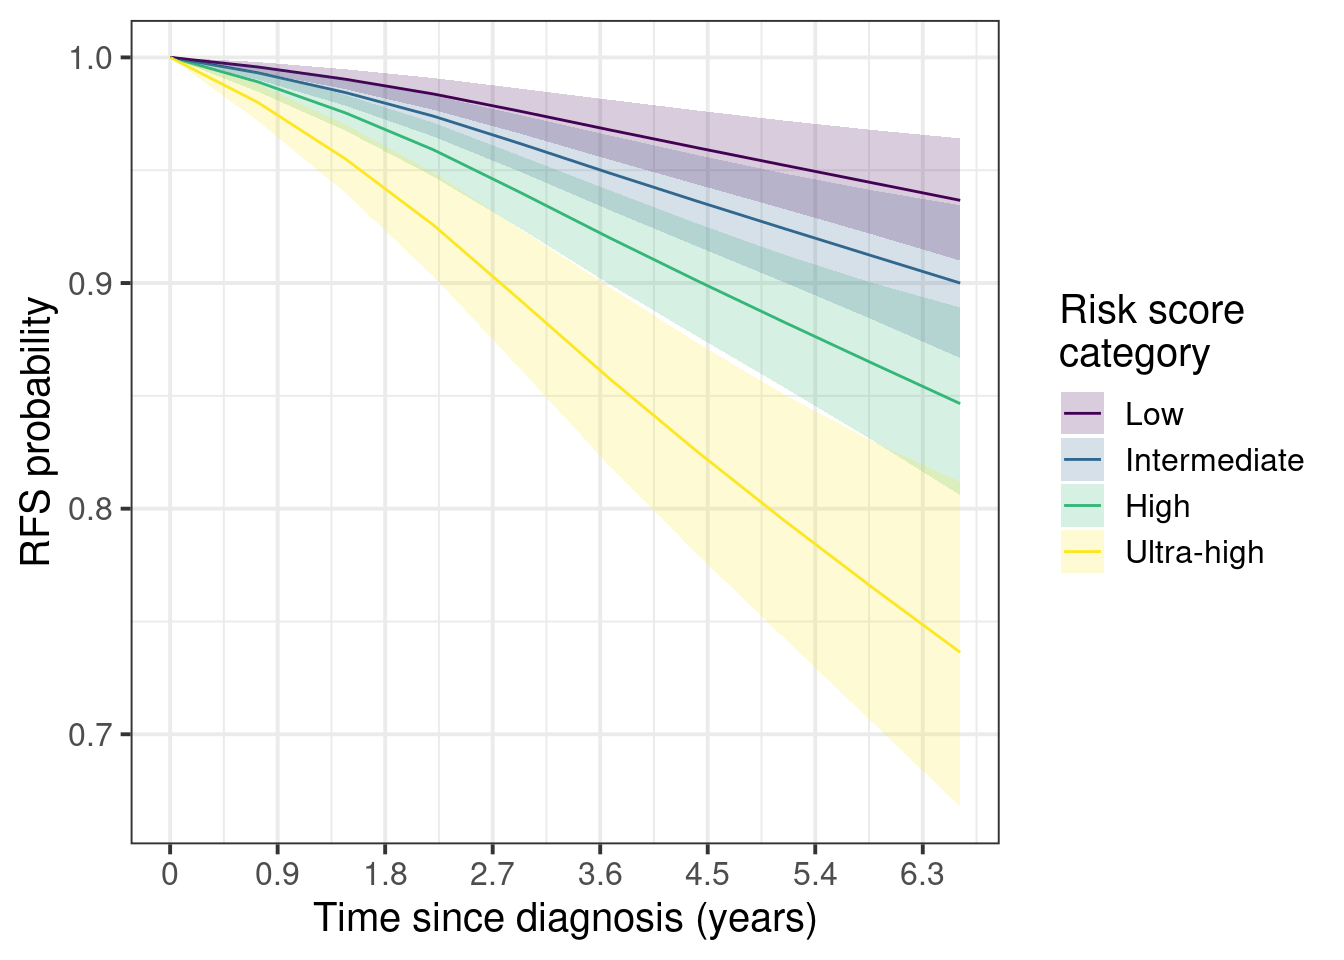 RFS probability
1.0
0.9
0.8
0.7
0
0.9
1.8
2.7
3.6
4.5
5.4
6.3
Time since diagnosis (years)
Risk score
category
Low
Intermediate
High
Ultra-high